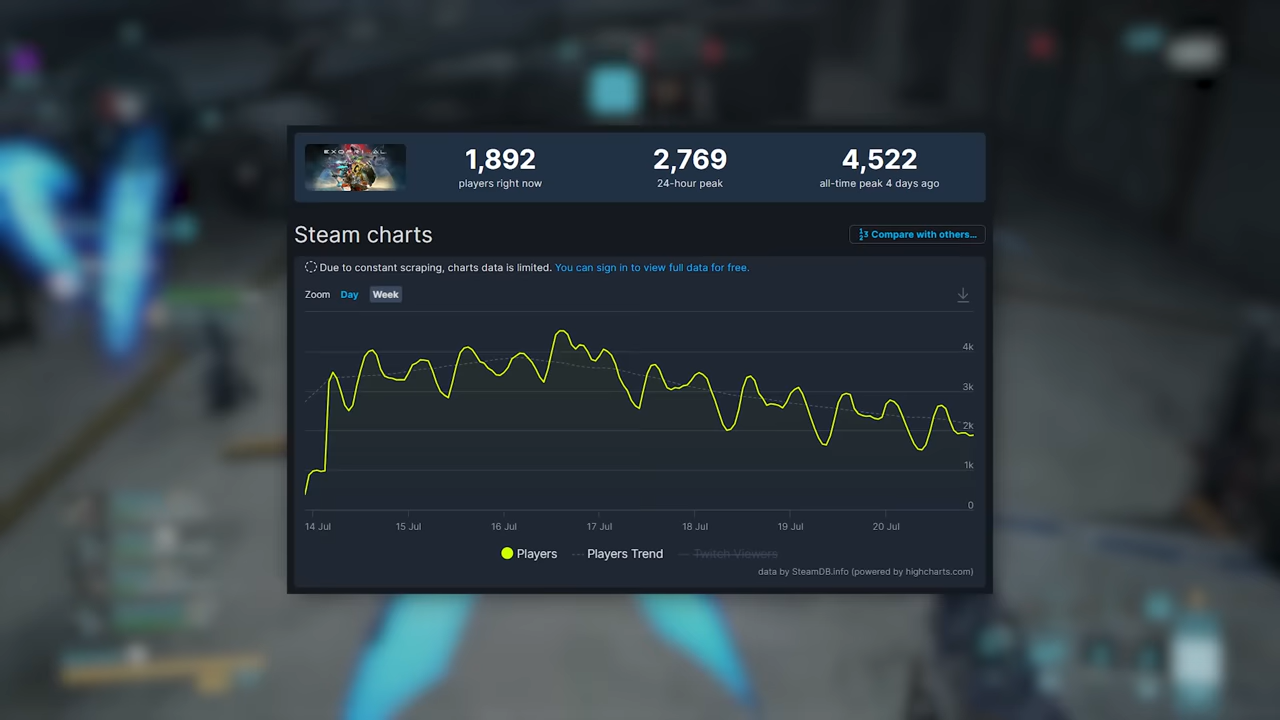 EXOPRIMAL
1,892
players right now
2,769
24-hour peak
4,522
all-time peak 4 days ago
Steam charts
Compare with others...
Due to constant scraping, charts data is limited. You can sign in to view full data for free.
Zoom Day Week
4k
3k
2k
1k
0
14 Jul 15 Jul 16 Jul 17 Jul 18 Jul 19 Jul 20 Jul
Players Players Trend Twitch Viewers
data by SteamDB.info (powered by highcharts.com)